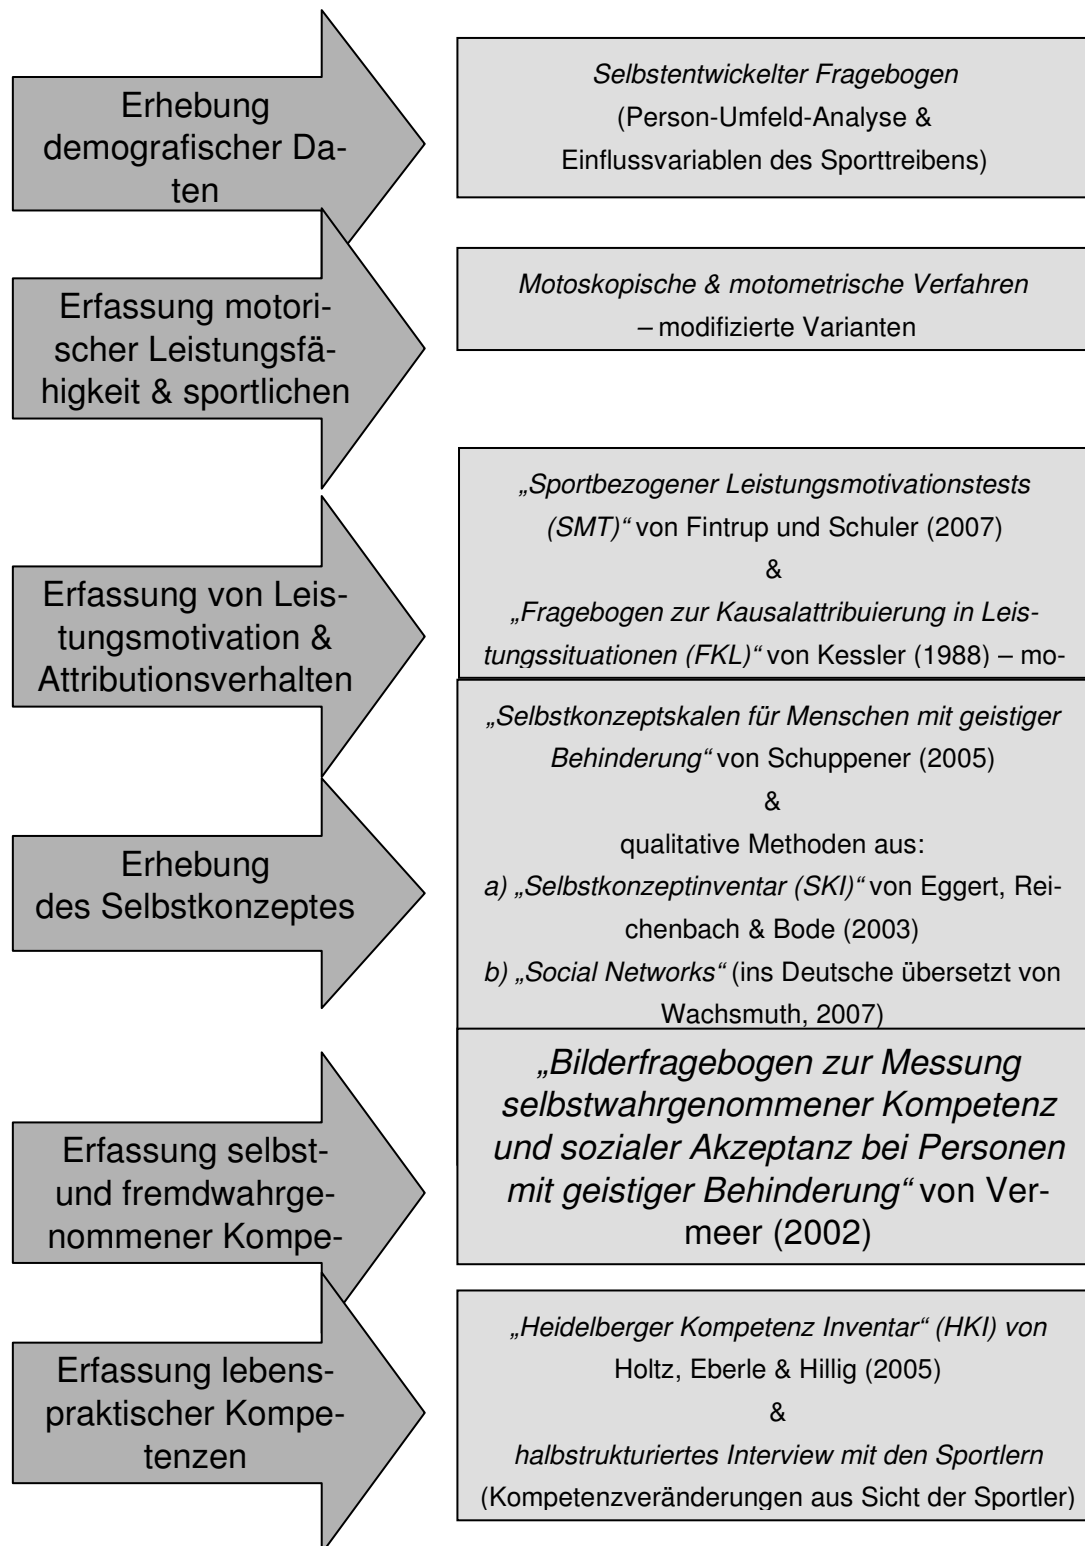 Erhebung
demografischer Da-
ten
Selbstentwickelter Fragebogen
(Person-Umfeld-Analyse &
Einflussvariablen des Sporttreibens)
Erfassung motori-
scher Leistungsfä-
higkeit & sportlichen
Motoskopische & motometrische Verfahren
– modifizierte Varianten
Erfassung von Leis-
tungsmotivation &
Attributionsverhalten
„Sportbezogener Leistungsmotivationstests
(SMT)“ von Fintrup und Schuler (2007)
&
„Fragebogen zur Kausalattribuierung in Leis-
tungssituationen (FKL)“ von Kessler (1988) – mo-
Erhebung
des Selbstkonzeptes
„Selbstkonzeptskalen für Menschen mit geistiger
Behinderung“ von Schuppener (2005)
&
qualitative Methoden aus:
a) „Selbstkonzeptinventar (SKI)“ von Eggert, Rei-
chenbach & Bode (2003)
b) „Social Networks“ (ins Deutsche übersetzt von
Wachsmuth, 2007)
Erfassung selbst-
und fremdwahrge-
nommener Kompe-
„Bilderfragebogen zur Messung
selbstwahrgenommener Kompetenz
und sozialer Akzeptanz bei Personen
mit geistiger Behinderung“ von Ver-
meer (2002)
Erfassung lebens-
praktischer Kompe-
tenzen
„Heidelberger Kompetenz Inventar“ (HKI) von
Holtz, Eberle & Hillig (2005)
&
halbstrukturiertes Interview mit den Sportlern
(Kompetenzveränderungen aus Sicht der Sportler)